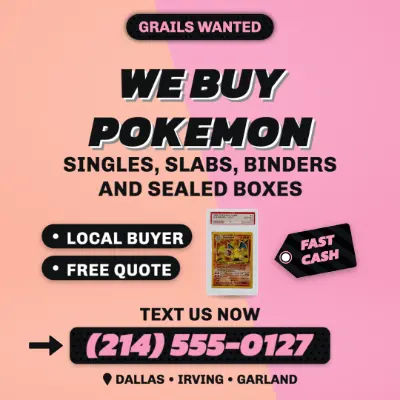 GRAILS WANTED
WE BUY
POKEMON
SINGLES, SLABS, BINDERS
AND SEALED BOXES
• LOCAL BUYER
• FREE QUOTE
FAST
CASH
TEXT US NOW
(214) 555-0127
DALLAS • IRVING • GARLAND